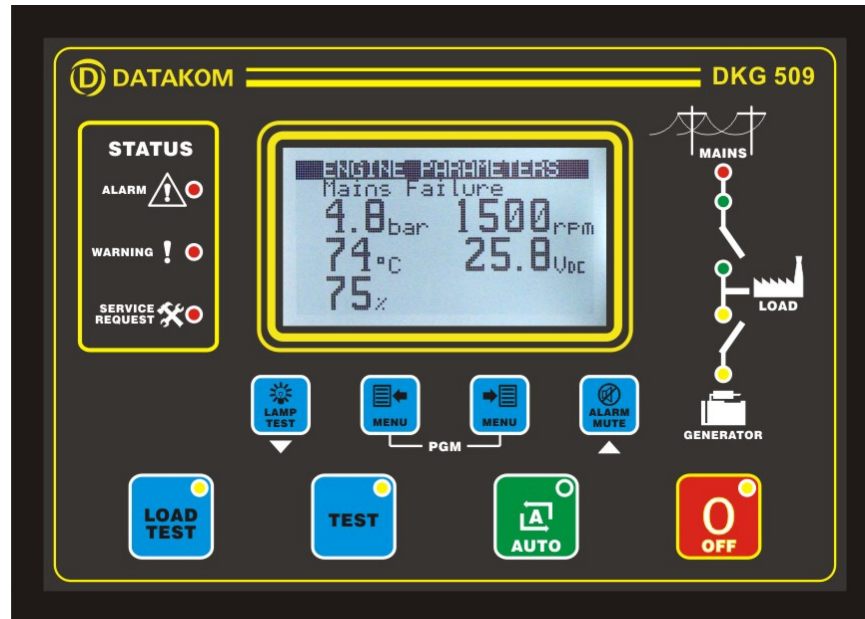 D DATAKOM
DKG 509
STATUS
ALARM
WARNING !
SERVICE
REQUEST
ENGINE PARAMETERS
Mains Failure
4.8bar 1500rpm
74°C 25.8VDC
75%
MAINS
LOAD
GENERATOR
LAMP
TEST
MENU
MENU
ALARM
MUTE
PGM
LOAD
TEST
TEST
A
AUTO
0
OFF